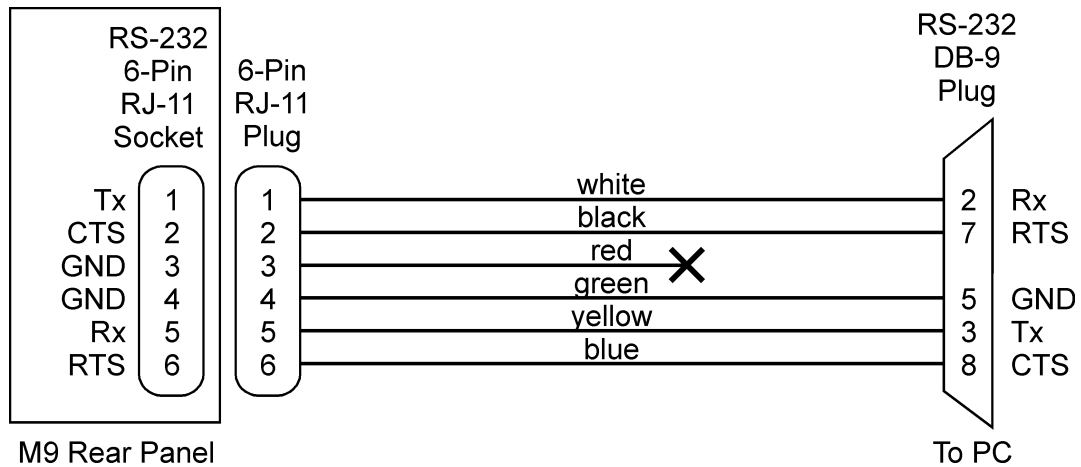 RS-232
6-Pin
RJ-11
Socket
6-Pin
RJ-11
Plug
RS-232
DB-9
Plug
Tx 1 1 white 2 Rx
CTS 2 2 black 7 RTS
GND 3 3 red
GND 4 4 green 5 GND
Rx 5 5 yellow 3 Tx
RTS 6 6 blue 8 CTS
M9 Rear Panel
To PC